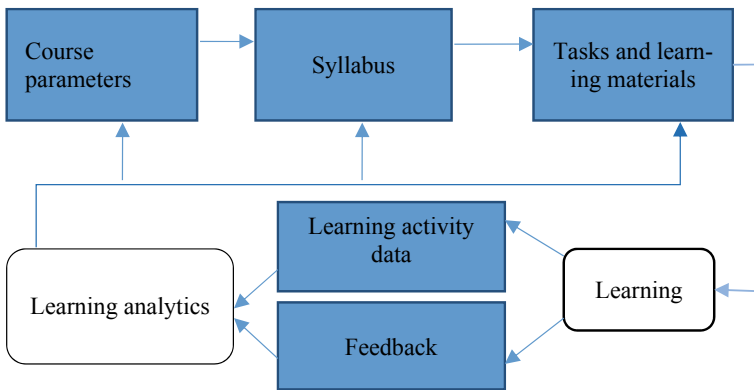 Course
parameters
Syllabus
Tasks and learn-
ing materials
Learning activity
data
Learning analytics
Learning
Feedback